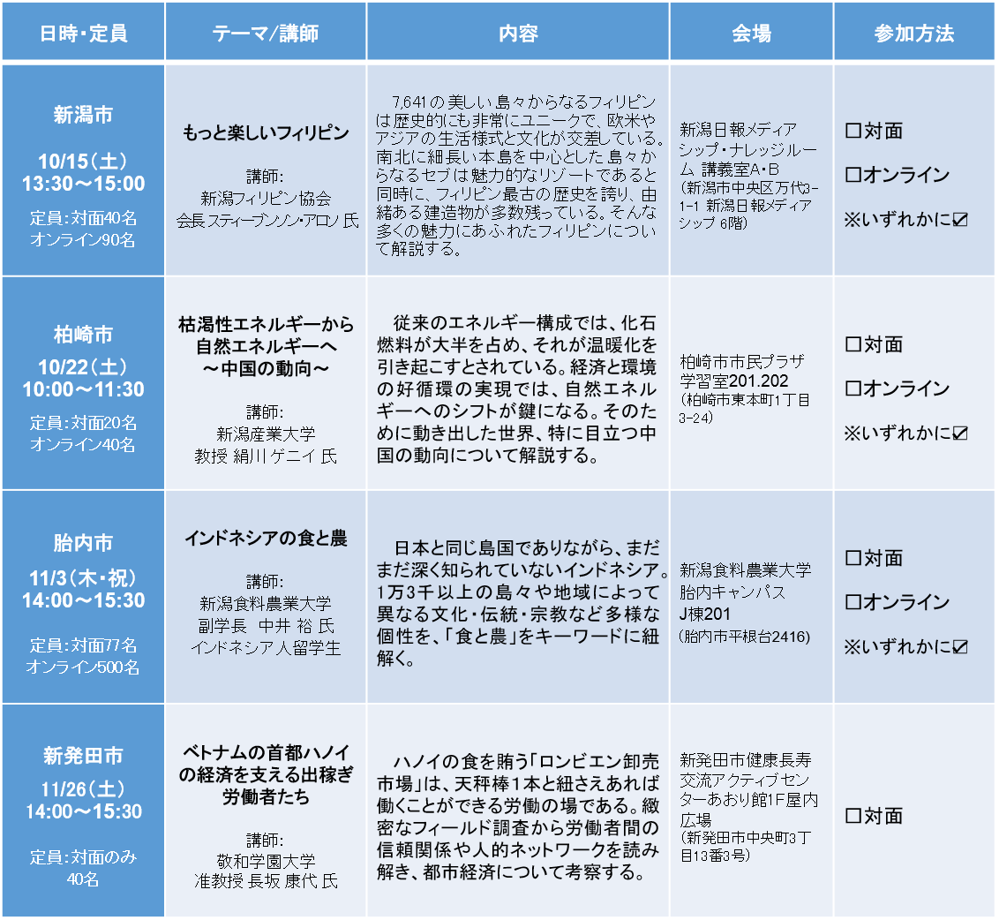 日時・定員
テーマ/講師
内容
会場
参加方法
新潟市
10/15（土）
13:30～15:00
定員：対面40名
オンライン90名
もっと楽しいフィリピン
講師：
新潟フィリピン協会
会長 スティーブンソン・アロノ 氏
7,641の美しい島々からなるフィリピン
は歴史的にも非常にユニークで、欧米や
アジアの生活様式と文化が交差している。
南北に細長い本島を中心とした島々か
らなるセブは魅力的なリゾートであると
同時に、フィリピン最古の歴史を誇り、由
緒ある建造物が多数残っている。そんな
多くの魅力にあふれたフィリピンについ
て解説する。
新潟日報メディア
シップ・ナレッジルー
ム 講義室A・B
（新潟市中央区万代3-
1-1 新潟日報メディア
シップ 6階）
☐対面
☐オンライン
※いずれかに☑
柏崎市
10/22（土）
10:00～11:30
定員：対面20名
オンライン40名
枯渇性エネルギーから
自然エネルギーへ
～中国の動向～
講師：
新潟産業大学
教授 絹川 ゲニイ 氏
従来のエネルギー構成では、化石
燃料が大半を占め、それが温暖化を
引き起こすとされている。経済と環境
の好循環の実現では、自然エネル
ギーへのシフトが鍵になる。そのた
めに動き出した世界、特に目立つ中
国の動向について解説する。
柏崎市市民プラザ
学習室201.202
（柏崎市東本町1丁目
3-24）
☐対面
☐オンライン
※いずれかに☑
胎内市
11/3（木・祝）
14:00～15:30
定員：対面77名
オンライン500名
インドネシアの食と農
講師：
新潟食料農業大学
副学長　中井 裕 氏
インドネシア人留学生
日本と同じ島国でありながら、まだ
まだ深く知られていないインドネシア。
1万3千以上の島々や地域によって
異なる文化・伝統・宗教など多様な
個性を、「食と農」をキーワードに紐
解く。
新潟食料農業大学
胎内キャンパス
J棟201
（胎内市平根台2416）
☐対面
☐オンライン
※いずれかに☑
新発田市
11/26（土）
14:00～15:30
定員：対面のみ
40名
ベトナムの首都ハノイ
の経済を支える出稼ぎ
労働者たち
講師：
敬和学園大学
准教授 長坂 康代 氏
ハノイの食を賄う「ロンビエン卸売
市場」は、天秤棒1本と紐さえあれば
働くことができる労働の場である。緻
密なフィールド調査から労働者間の
信頼関係や人的ネットワークを読み
解き、都市経済について考察する。
新発田市健康長寿
交流アクティブセン
ターあおり館1F屋内
広場
（新発田市中央町3丁
目13番3号）
☐対面